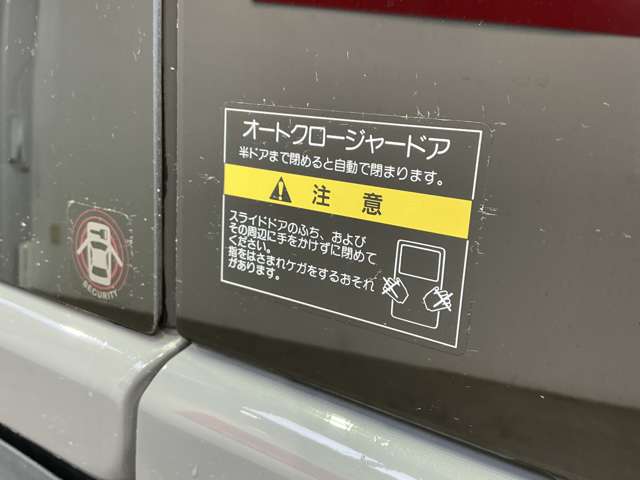 オートクロージャードア
半ドアまで閉めると自動で閉まります。
注意
スライドドアのふち、および
その周辺に手をかけずに閉めて
ください。
指をはさまれケガをするおそれ
があります。
SECURITY